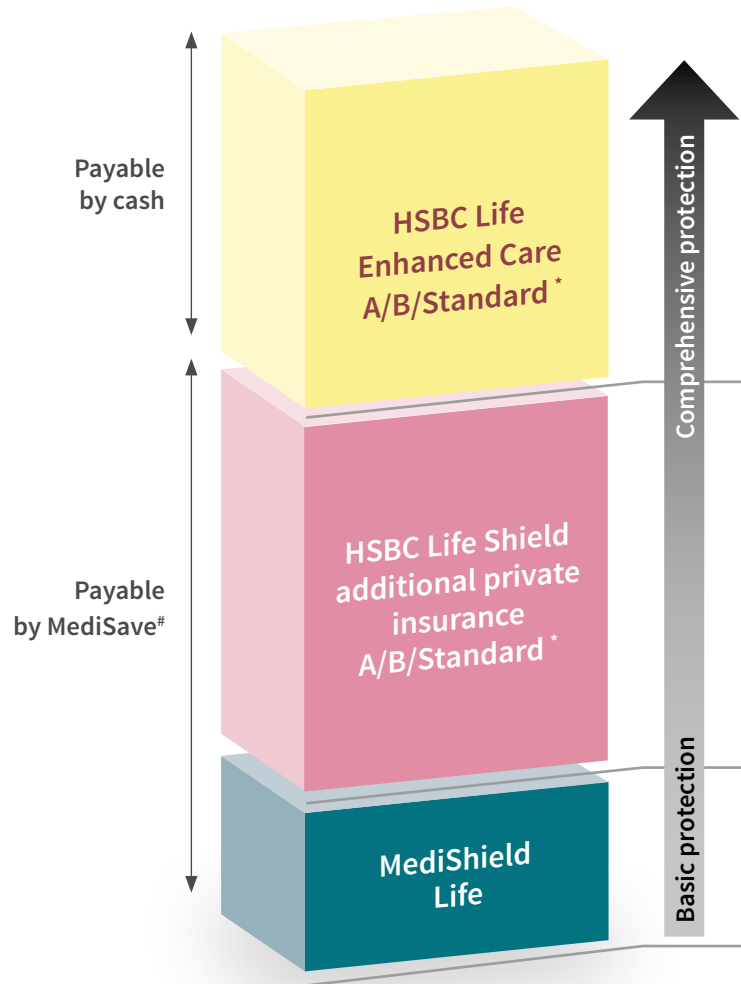 Payable
by cash
HSBC Life
Enhanced Care
A/B/Standard *
Comprehensive protection
Payable
by MediSave#
HSBC Life Shield
additional private
insurance
A/B/Standard *
MediShield
Life
Basic protection